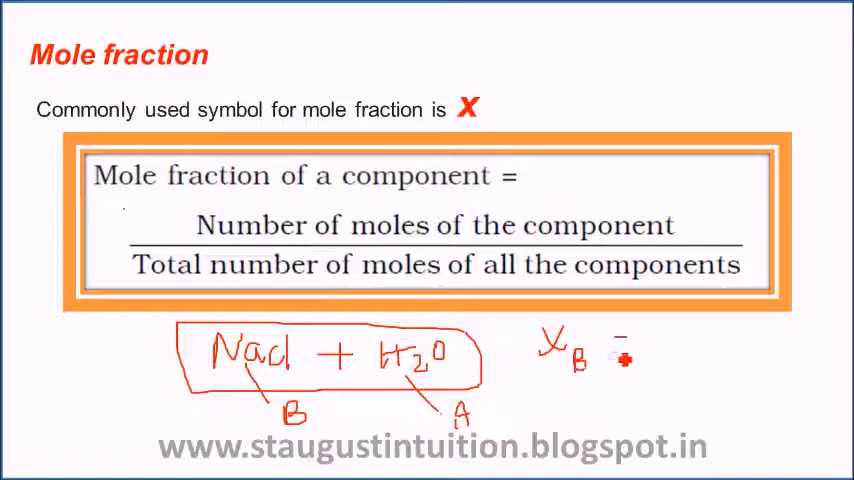 Mole fraction
Commonly used symbol for mole fraction is x
Mole fraction of a component =
Number of moles of the component
Total number of moles of all the components
NaCl + H2O
xB =
B A
www.staugustintuition.blogspot.in